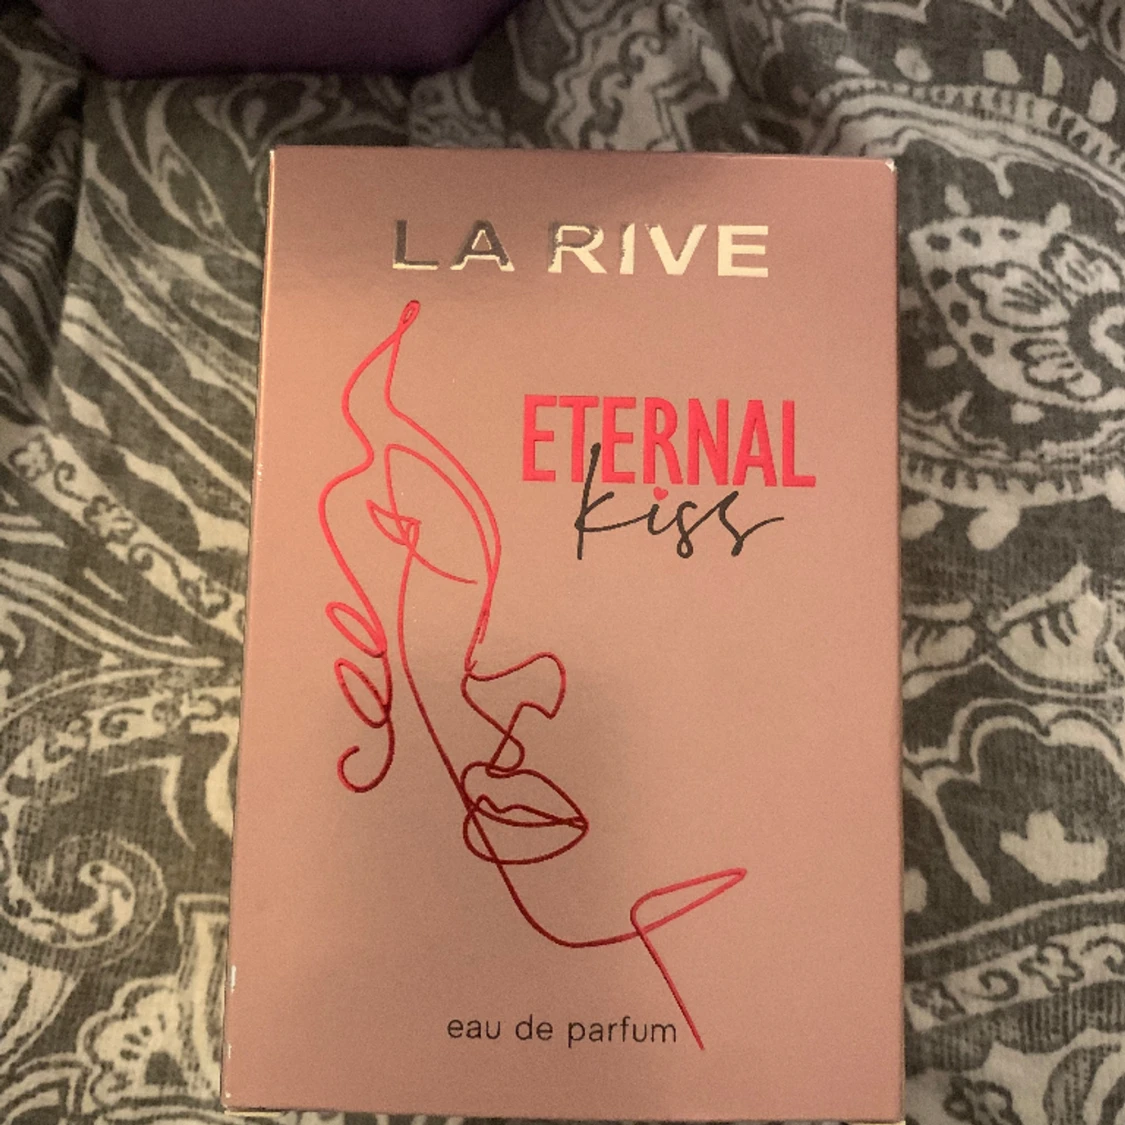 LA RIVE
ETERNAL
kiss
eau de parfum